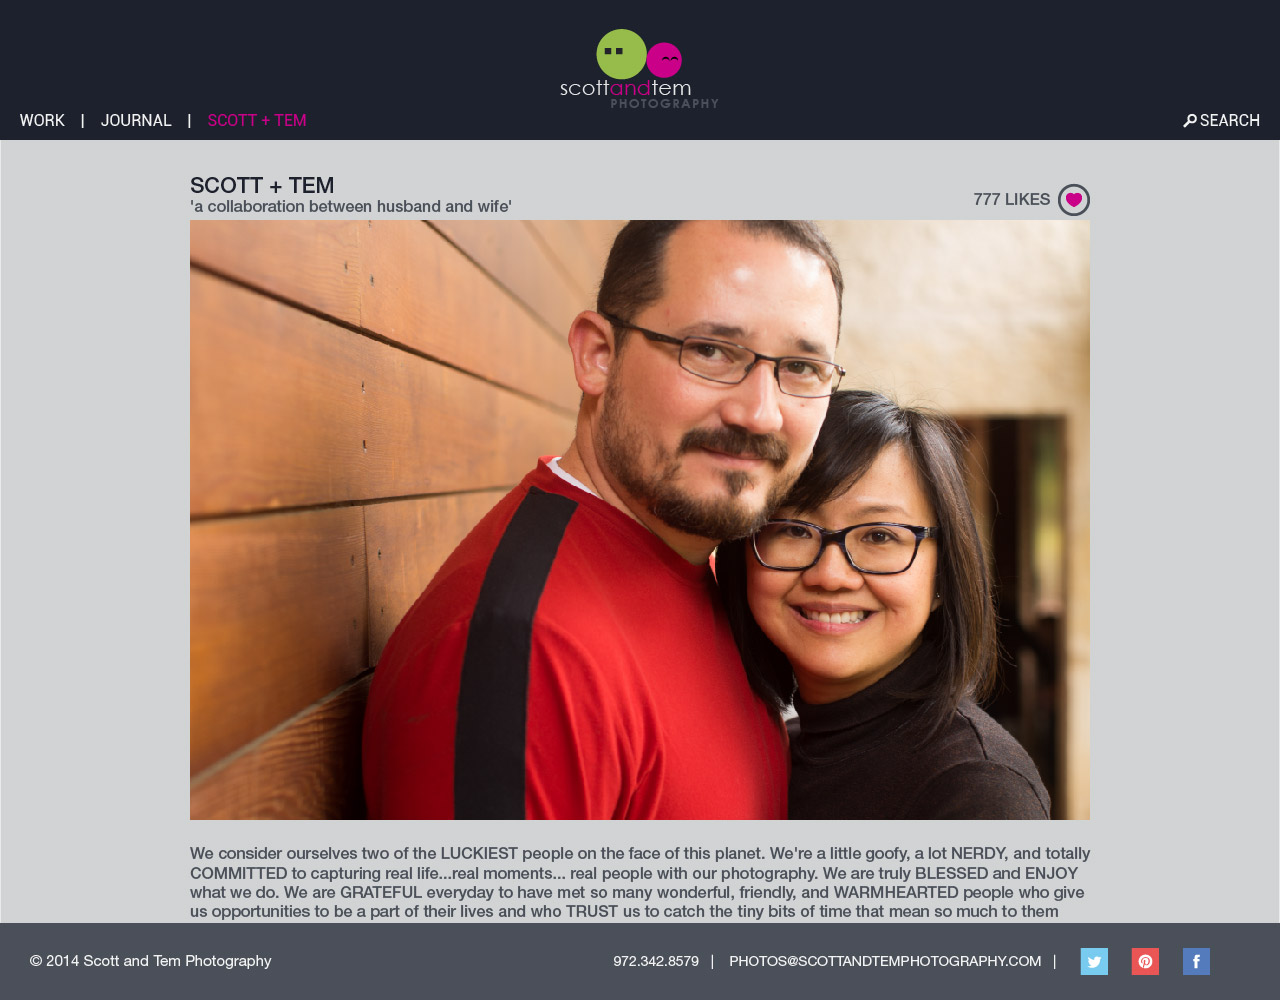 scottandtem
PHOTOGRAPHY
WORK | JOURNAL | SCOTT + TEM
SEARCH
SCOTT + TEM
'a collaboration between husband and wife'
777 LIKES
We consider ourselves two of the LUCKIEST people on the face of this planet. We're a little goofy, a lot NERDY, and totally
COMMITTED to capturing real life...real moments... real people with our photography. We are truly BLESSED and ENJOY
what we do. We are GRATEFUL everyday to have met so many wonderful, friendly, and WARMHEARTED people who give
us opportunities to be a part of their lives and who TRUST us to catch the tiny bits of time that mean so much to them
© 2014 Scott and Tem Photography
972.342.8579 | PHOTOS@SCOTTANDTEMPHOTOGRAPHY.COM |